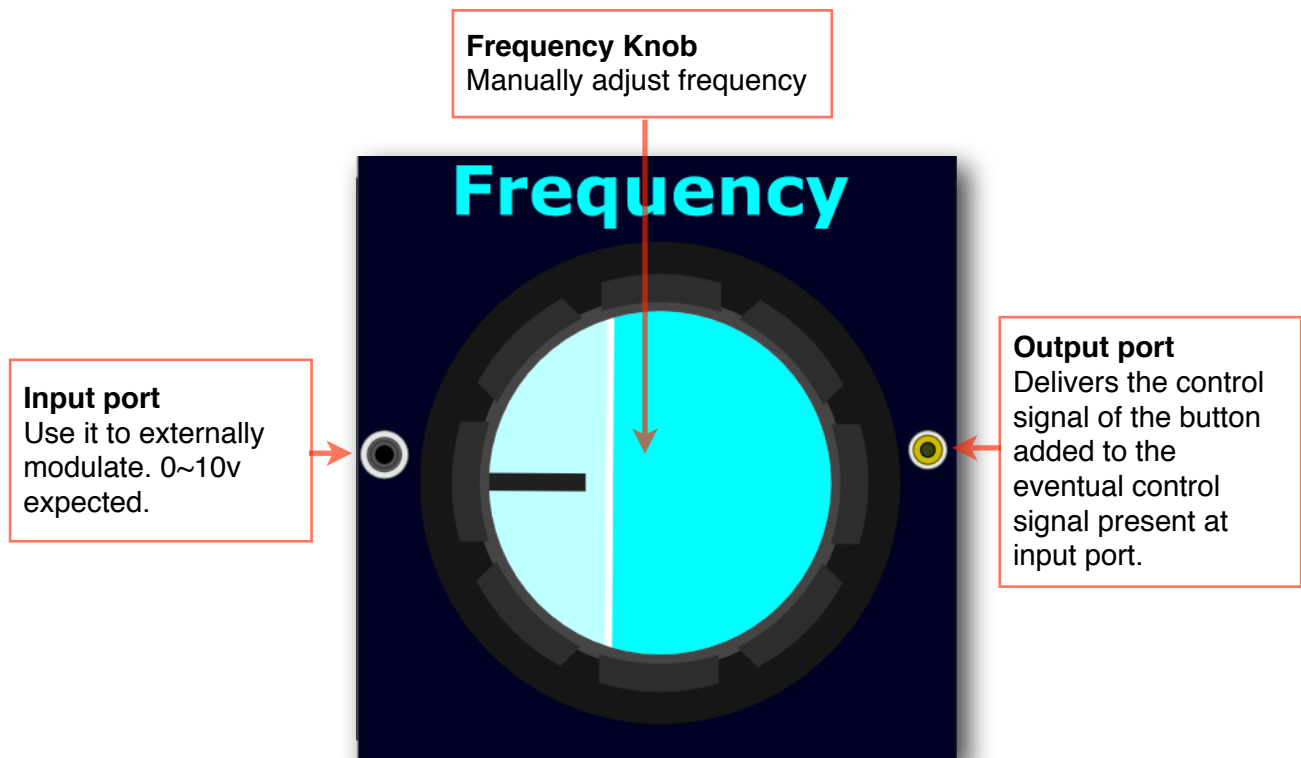 Frequency Knob
Manually adjust frequency
Frequency
Input port
Use it to externally
modulate. 0~10v
expected.
Output port
Delivers the control
signal of the button
added to the
eventual control
signal present at
input port.